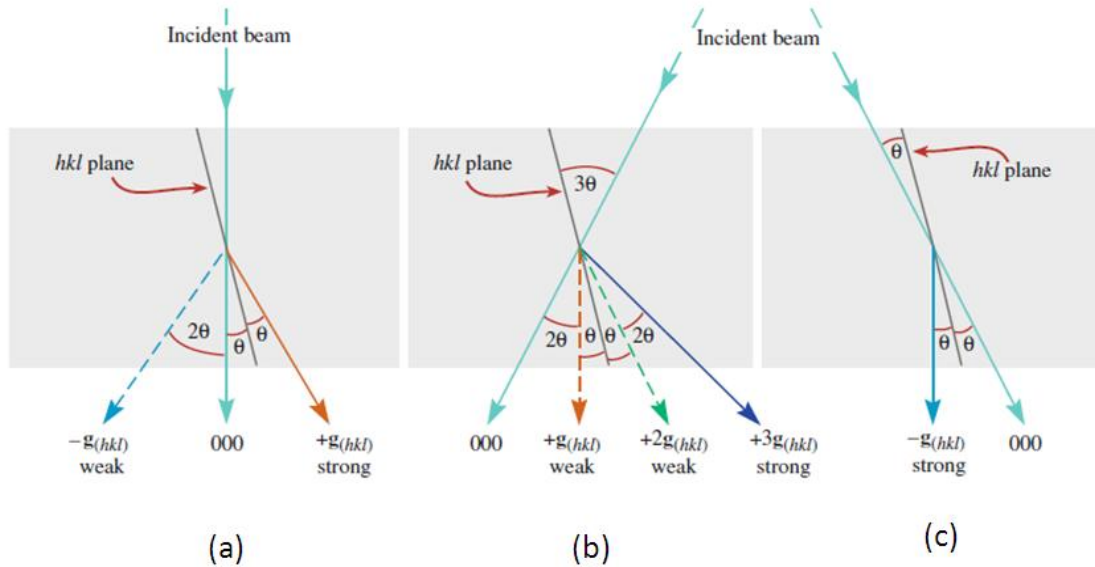 Incident beam
hkl plane
2θ
θ
θ
−g(hkl)
weak
000
+g(hkl)
strong
(a)
Incident beam
hkl plane
3θ
2θ
θ
θ
2θ
000
+g(hkl)
weak
+2g(hkl)
weak
+3g(hkl)
strong
(b)
θ
hkl plane
θ
θ
−g(hkl)
strong
000
(c)